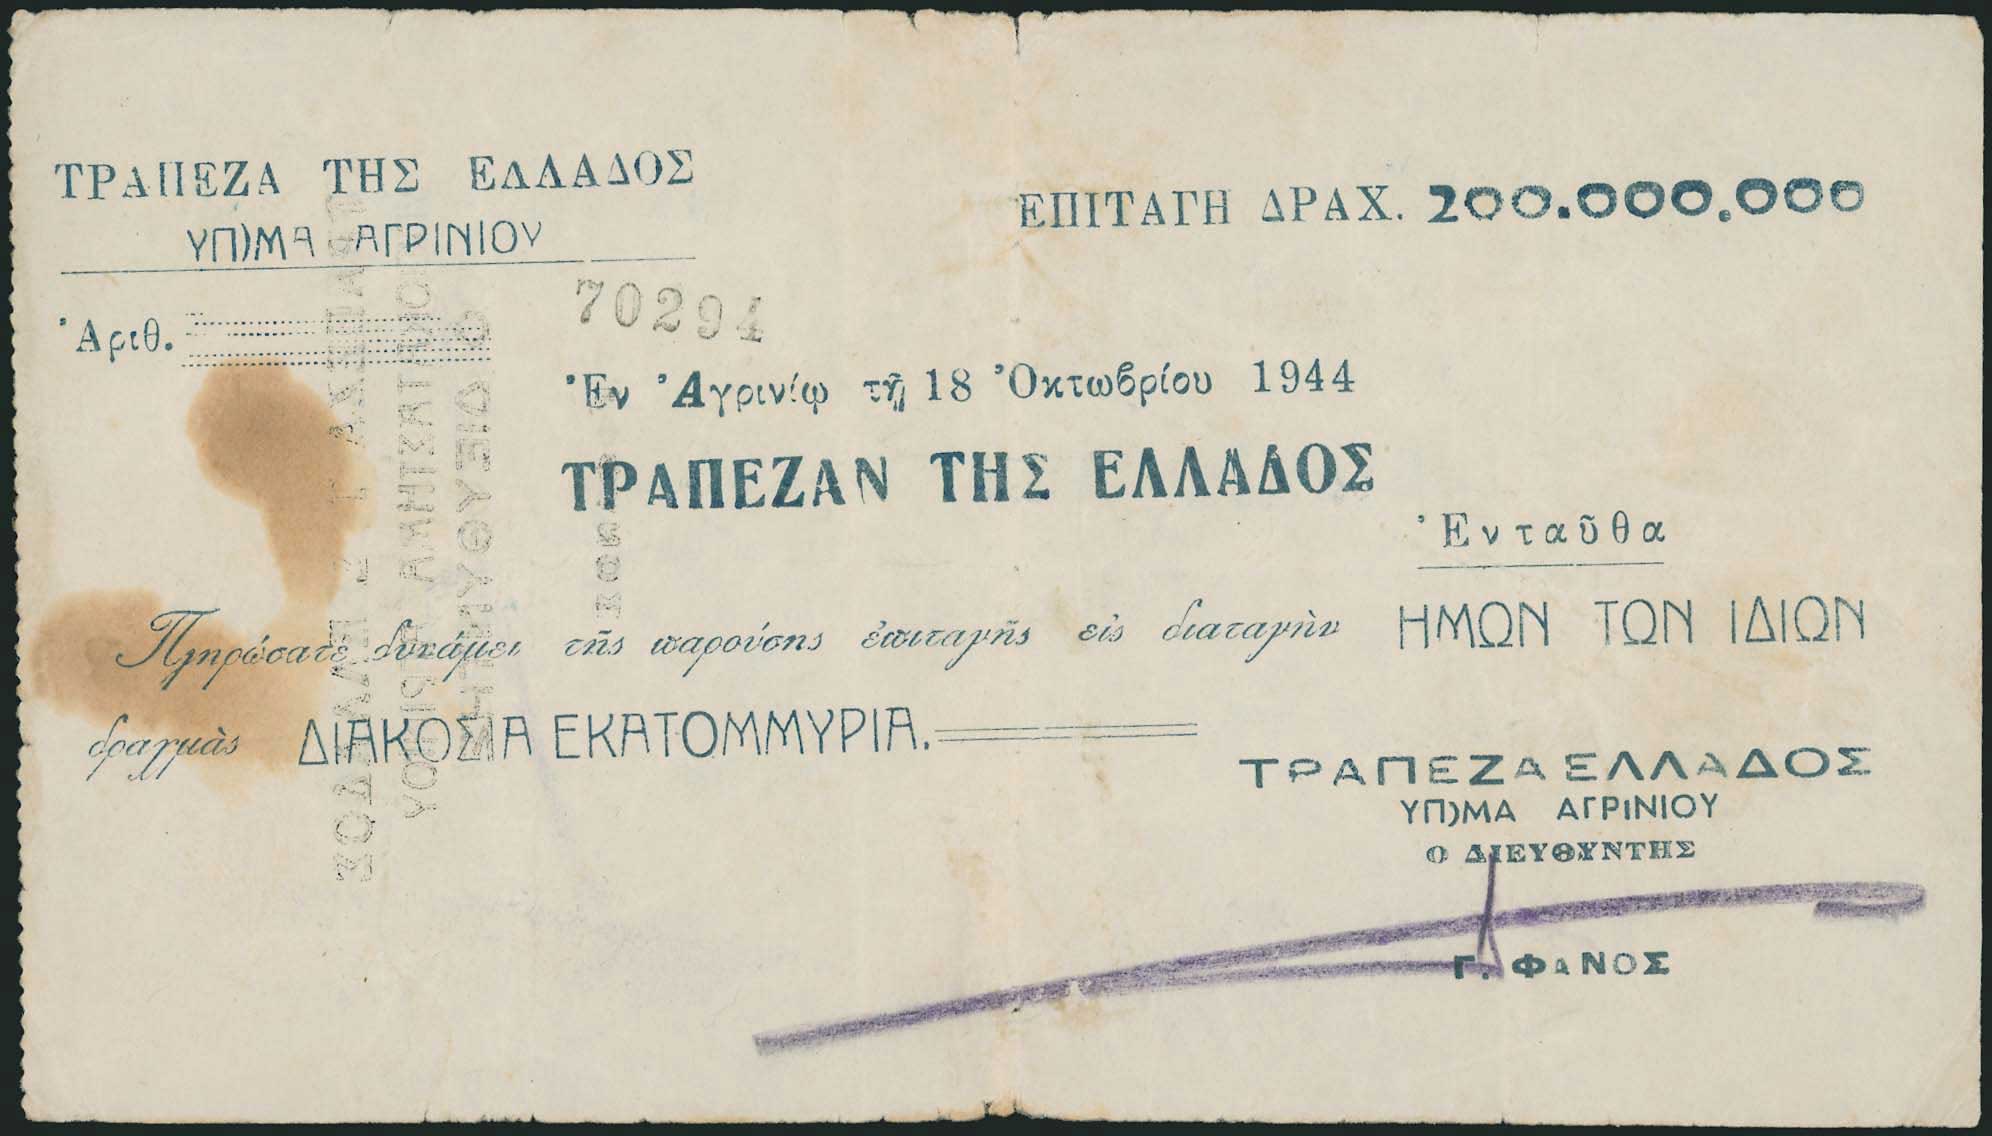 ΤΡΑΠΕΖΑ ΤΗΣ ΕΛΛΑΔΟΣ
ΥΠ)ΜΑ ΑΓΡΙΝΙΟΥ
ΕΠΙΤΑΓΗ ΔΡΑΧ. 200.000.000
Ἀριθ.
70294
Ἐν Ἀγρινίῳ τῇ 18 Ὀκτωβρίου 1944
ΤΡΑΠΕΖΑΝ ΤΗΣ ΕΛΛΑΔΟΣ
Ἐνταῦθα
Πληρώσατε δυνάμει τῆς παρούσης ἐπιταγῆς εἰς διαταγὴν ΗΜΩΝ ΤΩΝ ΙΔΙΩΝ
δραχμὰς ΔΙΑΚΟΣΙΑ ΕΚΑΤΟΜΜΥΡΙΑ.
ΤΡΑΠΕΖΑ ΕΛΛΑΔΟΣ
ΥΠ)ΜΑ ΑΓΡΙΝΙΟΥ
Ο ΔΙΕΥΘΥΝΤΗΣ
Γ. ΦΑΝΟΣ